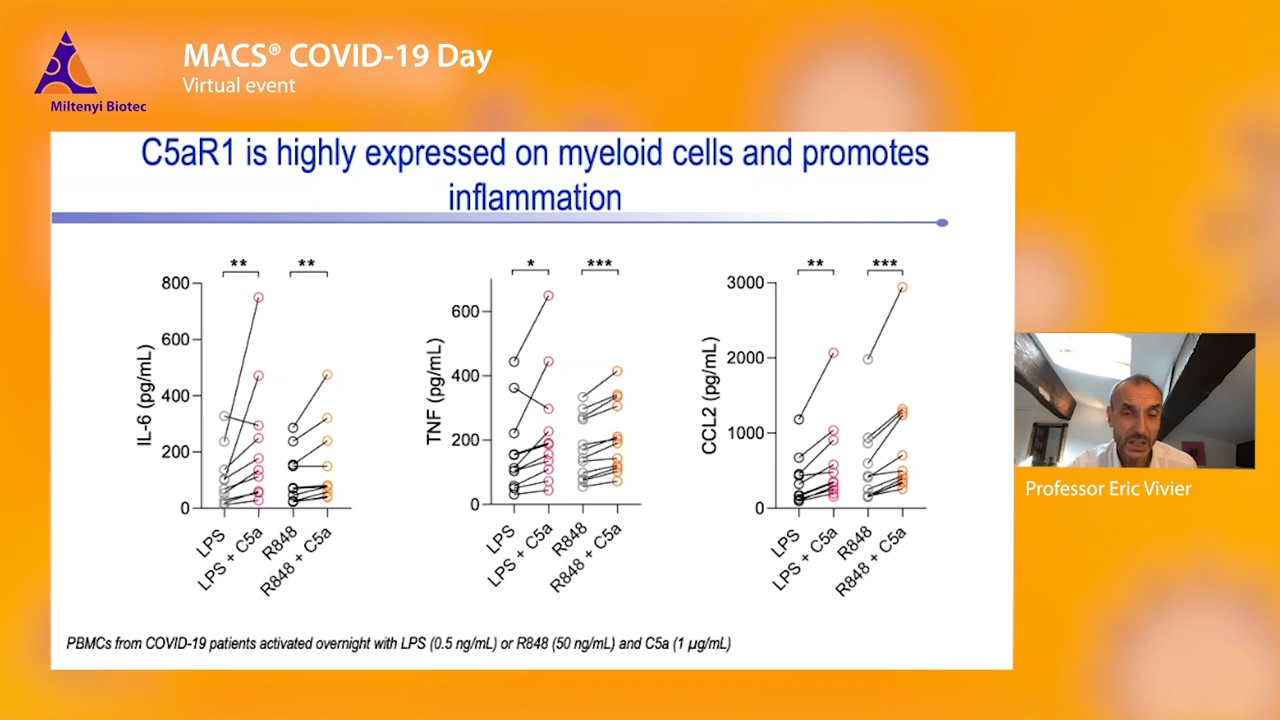 MACS® COVID-19 Day
Virtual event
Miltenyi Biotec
C5aR1 is highly expressed on myeloid cells and promotes
inflammation
** **
800
600
400
200
0
IL-6 (pg/mL)
LPS
LPS + C5a
R848
R848 + C5a
* ***
600
400
200
0
TNF (pg/mL)
LPS
LPS + C5a
R848
R848 + C5a
** ***
3000
2000
1000
0
CCL2 (pg/mL)
LPS
LPS + C5a
R848
R848 + C5a
Professor Eric Vivier
PBMCs from COVID-19 patients activated overnight with LPS (0.5 ng/mL) or R848 (50 ng/mL) and C5a (1 µg/mL)